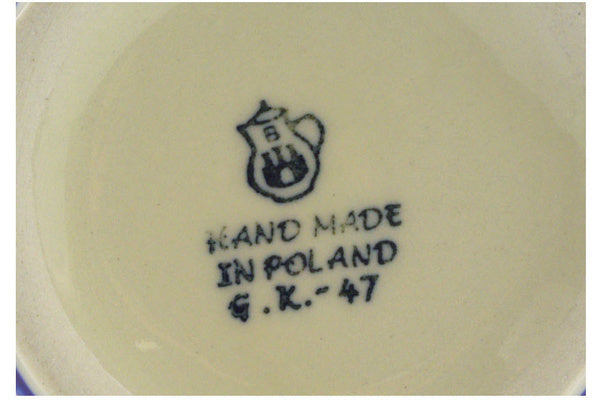 B
HAND MADE
IN POLAND
G.K.-47